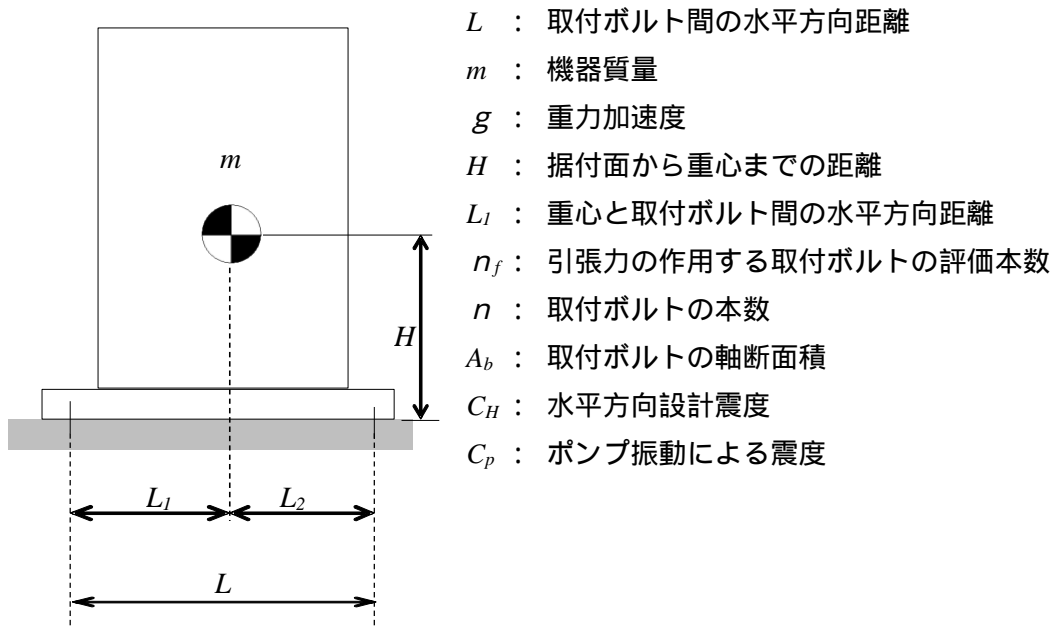 m
H
L1
L2
L
L : 取付ボルト間の水平方向距離
m : 機器質量
g : 重力加速度
H : 据付面から重心までの距離
L1 : 重心と取付ボルト間の水平方向距離
nf : 引張力の作用する取付ボルトの評価本数
n : 取付ボルトの本数
Ab : 取付ボルトの軸断面積
CH : 水平方向設計震度
Cp : ポンプ振動による震度